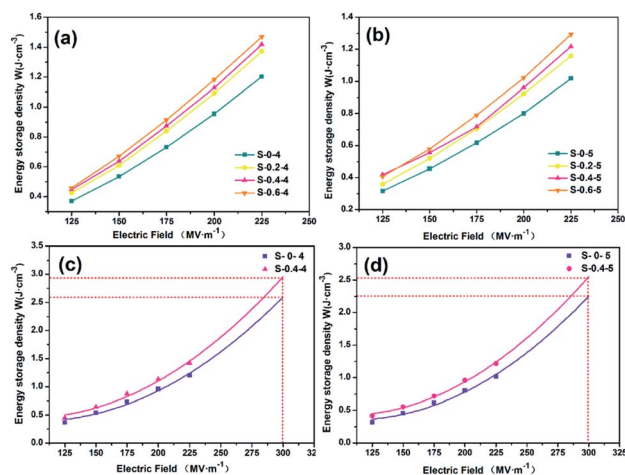 (a)
Energy storage density W(J·cm⁻³)
1.6
1.4
1.2
1.0
0.8
0.6
0.4
S-0-4
S-0.2-4
S-0.4-4
S-0.6-4
125 150 175 200 225 250
Electric Field (MV·m⁻¹)
(b)
Energy storage density W(J·cm⁻³)
1.4
1.2
1.0
0.8
0.6
0.4
0.2
S-0-5
S-0.2-5
S-0.4-5
S-0.6-5
125 150 175 200 225 250
Electric Field (MV·m⁻¹)
(c)
Energy storage density W(J·cm⁻³)
3.5
3.0
2.5
2.0
1.5
1.0
0.5
0.0
S- 0- 4
S-0.4-4
125 150 175 200 225 250 275 300 32
Electric Field (MV·m⁻¹)
(d)
Energy storage density W(J·cm⁻³)
3.0
2.5
2.0
1.5
1.0
0.5
0.0
S- 0- 5
S-0.4-5
125 150 175 200 225 250 275 300 325
Electric Field (MV·m⁻¹)